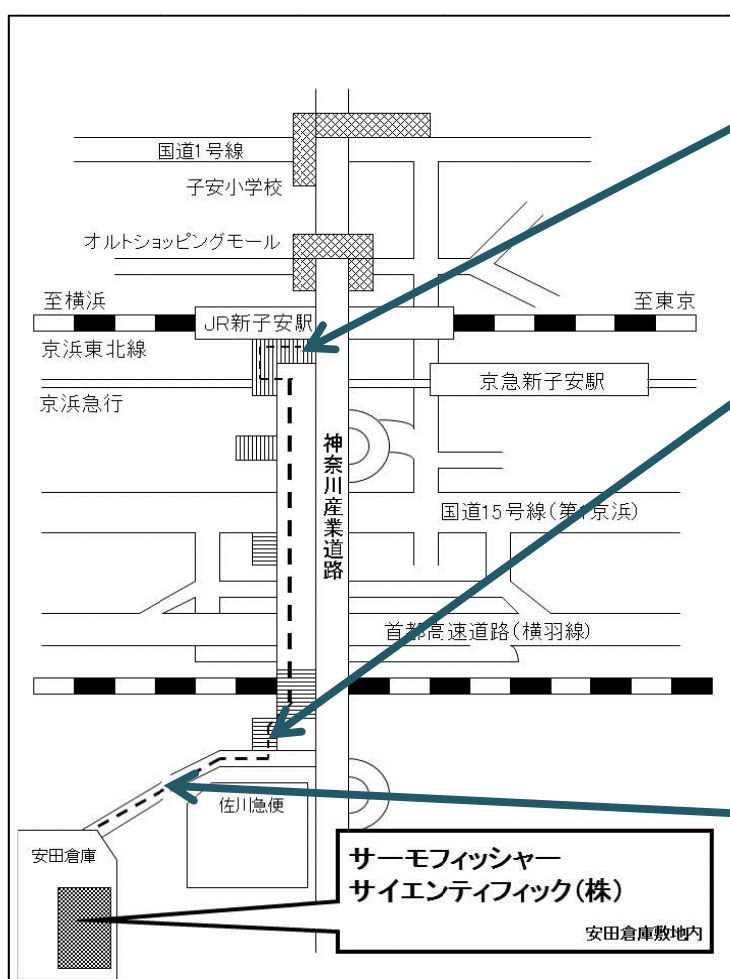 国道1号線
子安小学校
オルトショッピングモール
至横浜
至東京
JR新子安駅
京浜東北線
京急新子安駅
京浜急行
神奈川産業道路
国道15号線(第1京浜)
首都高速道路(横羽線)
佐川急便
安田倉庫
サーモフィッシャー
サイエンティフィック(株)
安田倉庫敷地内